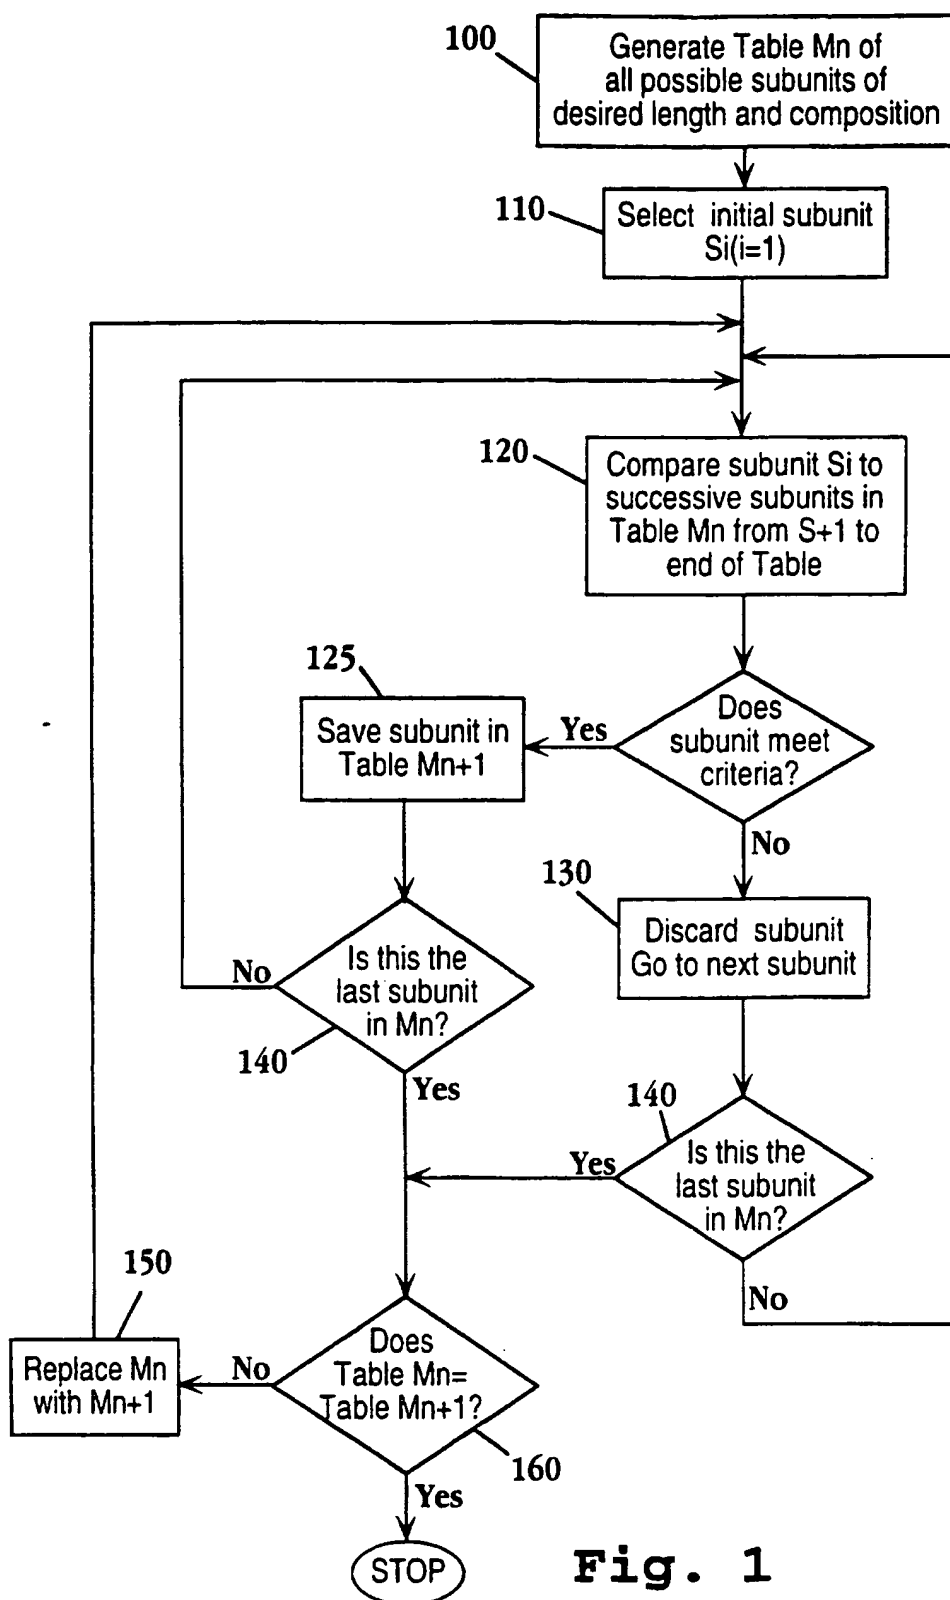 100
Generate Table Mn of
all possible subunits of
desired length and composition
110
Select initial subunit
Si(i=1)
120
Compare subunit Si to
successive subunits in
Table Mn from S+1 to
end of Table
125
Save subunit in
Table Mn+1
Yes
Does
subunit meet
criteria?
No
130
Discard subunit
Go to next subunit
No
Is this the
last subunit
in Mn?
140
Yes
140
Yes
Is this the
last subunit
in Mn?
No
150
Replace Mn
with Mn+1
No
Does
Table Mn=
Table Mn+1?
160
Yes
STOP
Fig. 1